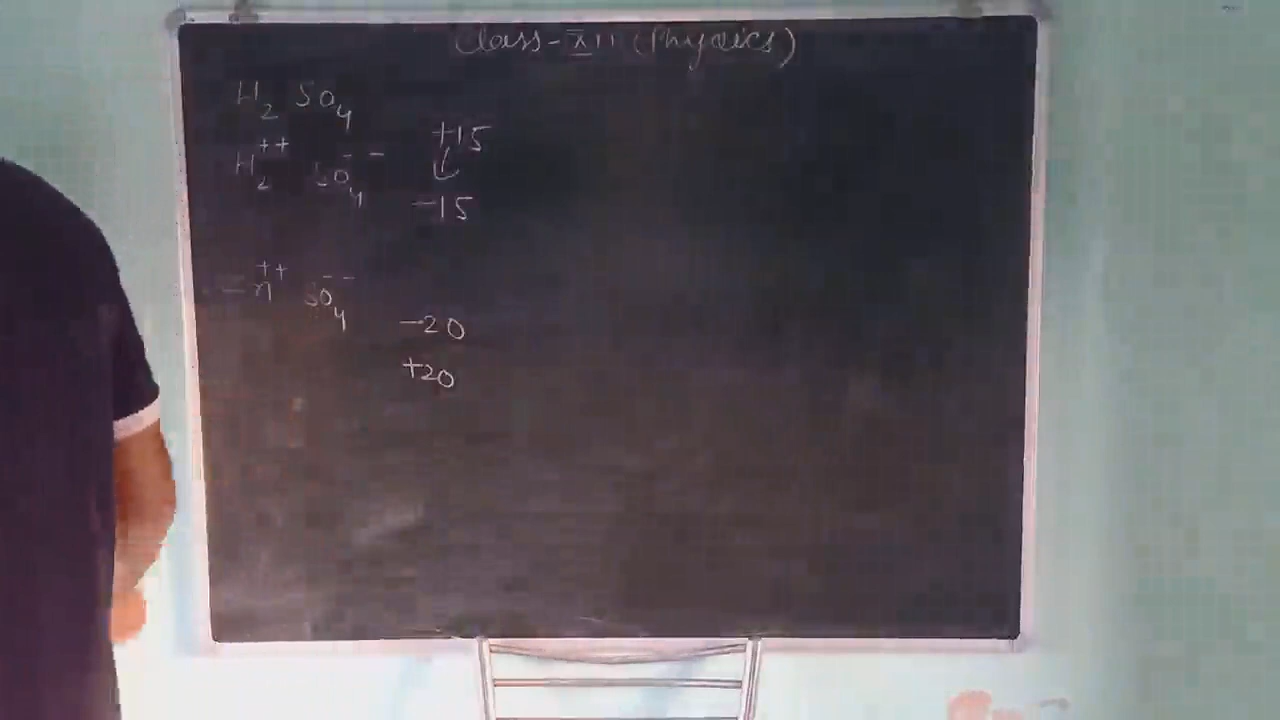 Class-XII (Physics)
H₂ SO₄
H₂⁺⁺ SO₄⁻⁻
+15
-15
n⁺⁺ SO₄⁻⁻
-20
+20